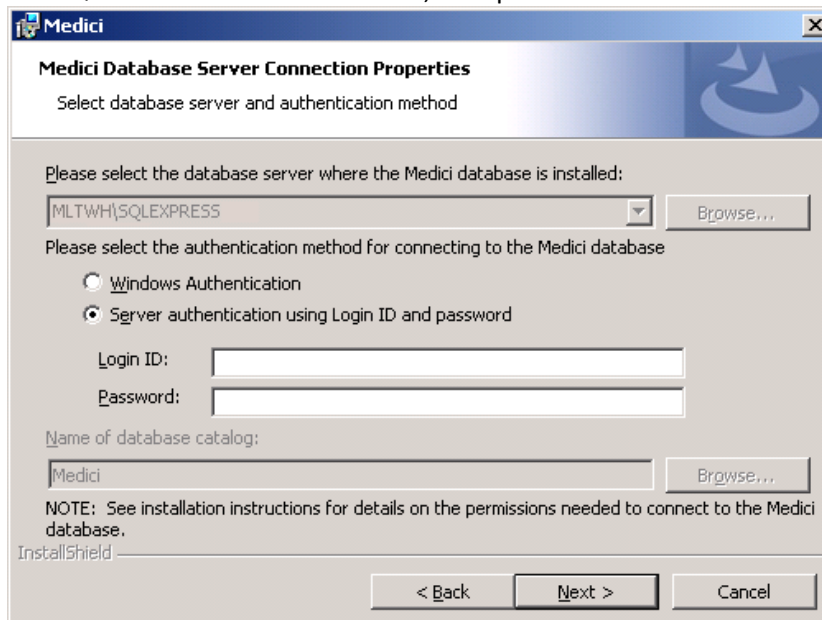 Medici
Medici Database Server Connection Properties
Select database server and authentication method
Please select the database server where the Medici database is installed:
MLTWH\SQLEXPRESS
Browse...
Please select the authentication method for connecting to the Medici database
Windows Authentication
Server authentication using Login ID and password
Login ID:
Password:
Name of database catalog:
Medici
Browse...
NOTE: See installation instructions for details on the permissions needed to connect to the Medici
database.
InstallShield
< Back
Next >
Cancel